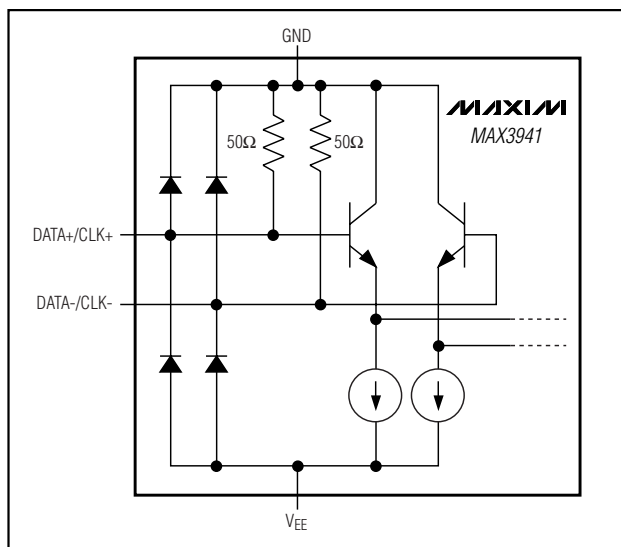 GND
MAXIM
MAX3941
50Ω
50Ω
DATA+/CLK+
DATA-/CLK-
VEE